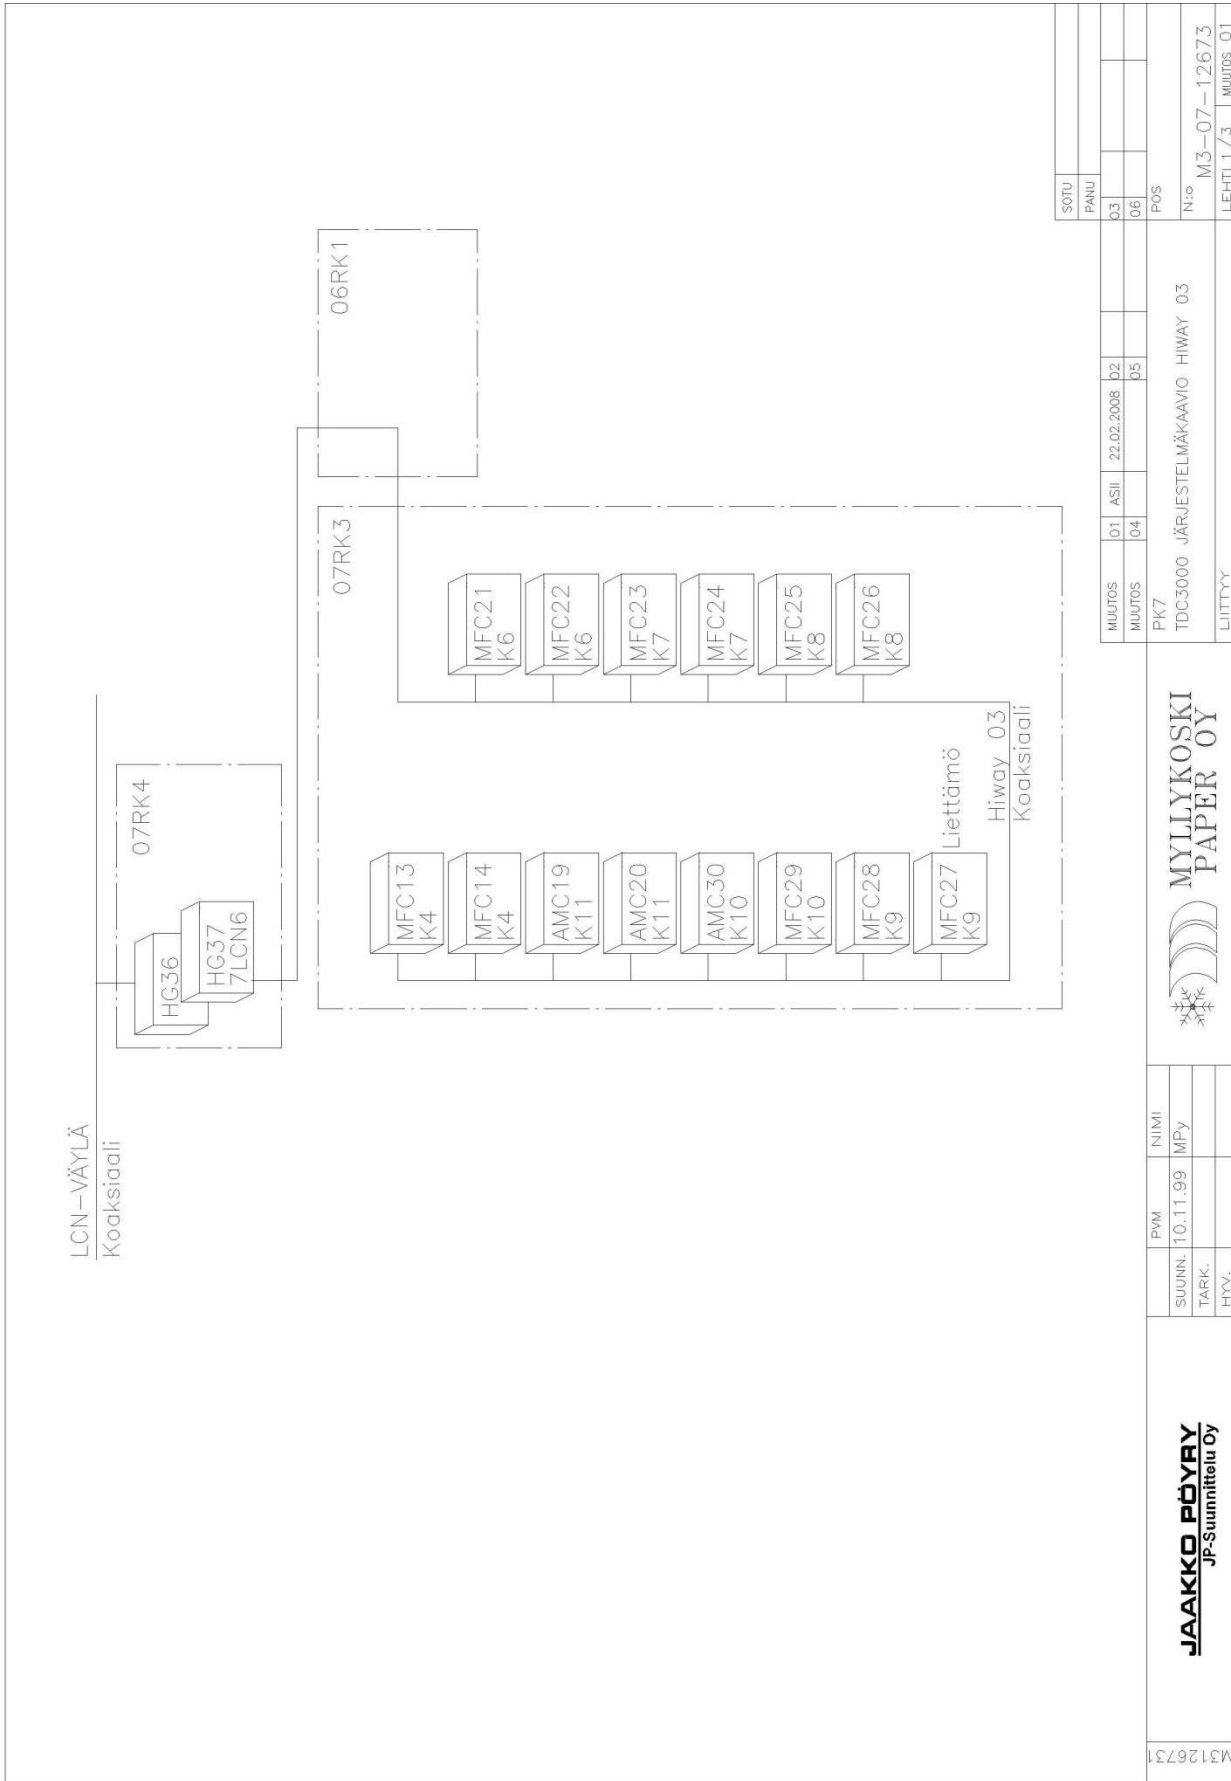 LCN-VÄYLÄ
Koaksiaali
07RK4
HG36
HG37
7LCN6
06RK1
07RK3
MFC13
K4
MFC14
K4
AMC19
K11
AMC20
K11
AMC30
K10
MFC29
K10
MFC28
K9
MFC27
K9
Liettämö
MFC21
K6
MFC22
K6
MFC23
K7
MFC24
K7
MFC25
K8
MFC26
K8
Hiway 03
Koaksiaali
SOTU
PANU
MUUTOS 01 ASII 22.02.2008 02 03
MUUTOS 04 05 06
PK7
TDC3000 JÄRJESTELMÄKAAVIO HIWAY 03
LIITTYY
POS
N:o
M3-07-12673
LEHTI 1/3 MUUTOS 01
MYLLYKOSKI
PAPER OY
PVM NIMI
SUUNN. 10.11.99 MPy
TARK.
HYV.
JAAKKO PÖYRY
JP-Suunnittelu Oy
M3126731